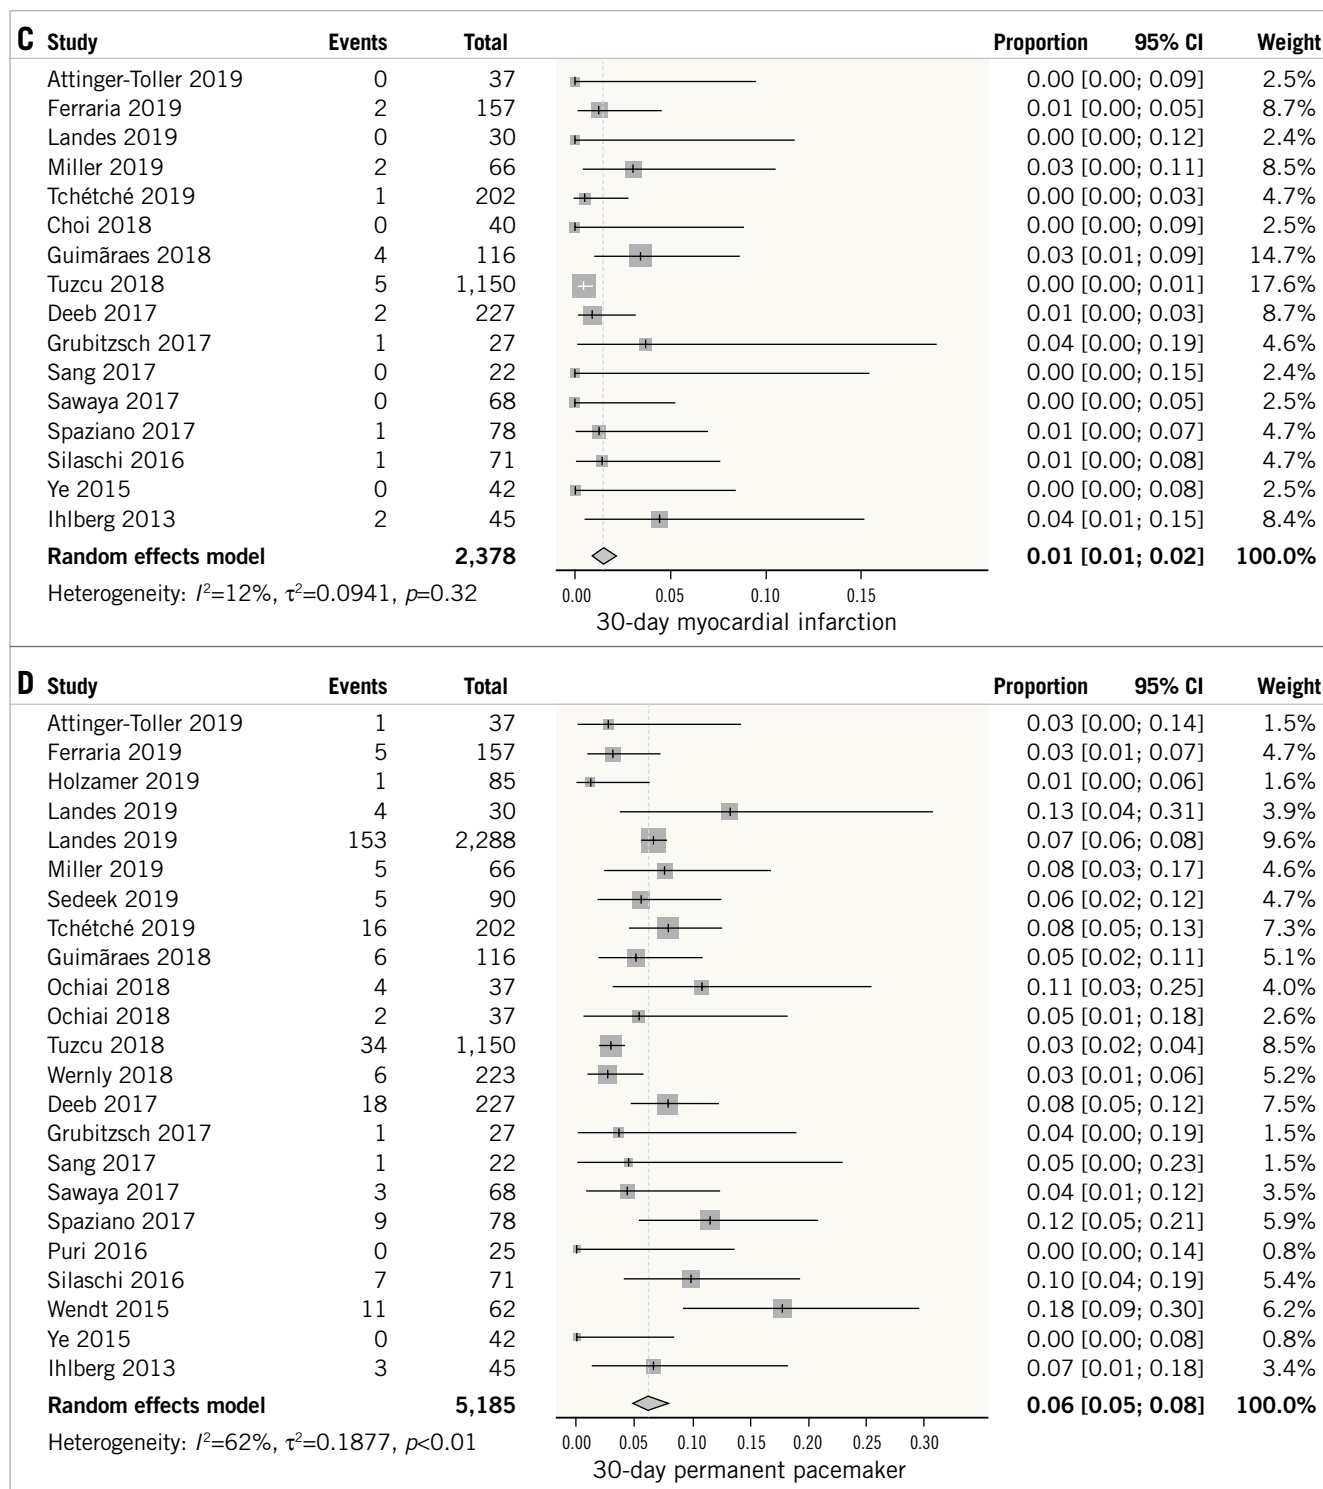 C Study Events Total Proportion 95% CI Weight
Attinger-Toller 2019 0 37 0.00 [0.00; 0.09] 2.5%
Ferraria 2019 2 157 0.01 [0.00; 0.05] 8.7%
Landes 2019 0 30 0.00 [0.00; 0.12] 2.4%
Miller 2019 2 66 0.03 [0.00; 0.11] 8.5%
Tchétché 2019 1 202 0.00 [0.00; 0.03] 4.7%
Choi 2018 0 40 0.00 [0.00; 0.09] 2.5%
Guimãraes 2018 4 116 0.03 [0.01; 0.09] 14.7%
Tuzcu 2018 5 1,150 0.00 [0.00; 0.01] 17.6%
Deeb 2017 2 227 0.01 [0.00; 0.03] 8.7%
Grubitzsch 2017 1 27 0.04 [0.00; 0.19] 4.6%
Sang 2017 0 22 0.00 [0.00; 0.15] 2.4%
Sawaya 2017 0 68 0.00 [0.00; 0.05] 2.5%
Spaziano 2017 1 78 0.01 [0.00; 0.07] 4.7%
Silaschi 2016 1 71 0.01 [0.00; 0.08] 4.7%
Ye 2015 0 42 0.00 [0.00; 0.08] 2.5%
Ihlberg 2013 2 45 0.04 [0.01; 0.15] 8.4%
Random effects model 2,378 0.01 [0.01; 0.02] 100.0%
Heterogeneity: I²=12%, τ²=0.0941, p=0.32
0.00 0.05 0.10 0.15
30-day myocardial infarction
D Study Events Total Proportion 95% CI Weight
Attinger-Toller 2019 1 37 0.03 [0.00; 0.14] 1.5%
Ferraria 2019 5 157 0.03 [0.01; 0.07] 4.7%
Holzamer 2019 1 85 0.01 [0.00; 0.06] 1.6%
Landes 2019 4 30 0.13 [0.04; 0.31] 3.9%
Landes 2019 153 2,288 0.07 [0.06; 0.08] 9.6%
Miller 2019 5 66 0.08 [0.03; 0.17] 4.6%
Sedeek 2019 5 90 0.06 [0.02; 0.12] 4.7%
Tchétché 2019 16 202 0.08 [0.05; 0.13] 7.3%
Guimãraes 2018 6 116 0.05 [0.02; 0.11] 5.1%
Ochiai 2018 4 37 0.11 [0.03; 0.25] 4.0%
Ochiai 2018 2 37 0.05 [0.01; 0.18] 2.6%
Tuzcu 2018 34 1,150 0.03 [0.02; 0.04] 8.5%
Wernly 2018 6 223 0.03 [0.01; 0.06] 5.2%
Deeb 2017 18 227 0.08 [0.05; 0.12] 7.5%
Grubitzsch 2017 1 27 0.04 [0.00; 0.19] 1.5%
Sang 2017 1 22 0.05 [0.00; 0.23] 1.5%
Sawaya 2017 3 68 0.04 [0.01; 0.12] 3.5%
Spaziano 2017 9 78 0.12 [0.05; 0.21] 5.9%
Puri 2016 0 25 0.00 [0.00; 0.14] 0.8%
Silaschi 2016 7 71 0.10 [0.04; 0.19] 5.4%
Wendt 2015 11 62 0.18 [0.09; 0.30] 6.2%
Ye 2015 0 42 0.00 [0.00; 0.08] 0.8%
Ihlberg 2013 3 45 0.07 [0.01; 0.18] 3.4%
Random effects model 5,185 0.06 [0.05; 0.08] 100.0%
Heterogeneity: I²=62%, τ²=0.1877, p<0.01
0.00 0.05 0.10 0.15 0.20 0.25 0.30
30-day permanent pacemaker